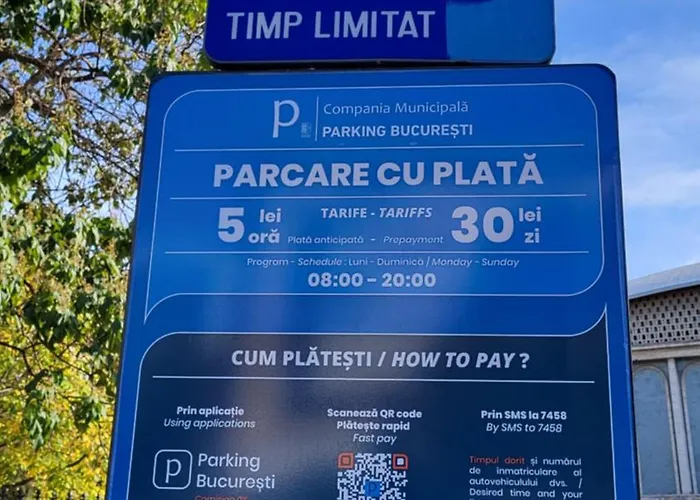 TIMP LIMITAT
p
Compania Municipală
PARKING BUCUREȘTI
PARCARE CU PLATĂ
5 lei oră
TARIFE - TARIFFS
Plată anticipată - Prepayment
30 lei zi
Program - Schedule : Luni - Duminică / Monday - Sunday
08:00 – 20:00
CUM PLĂTEȘTI / HOW TO PAY ?
Prin aplicație
Using applications
p
Parking
București
Scanează QR code
Plătește rapid
Fast pay
Prin SMS la 7458
By SMS to 7458
Timpul dorit și numărul
de inmatriculare al
autovehiculului dvs. /
Desired time and your